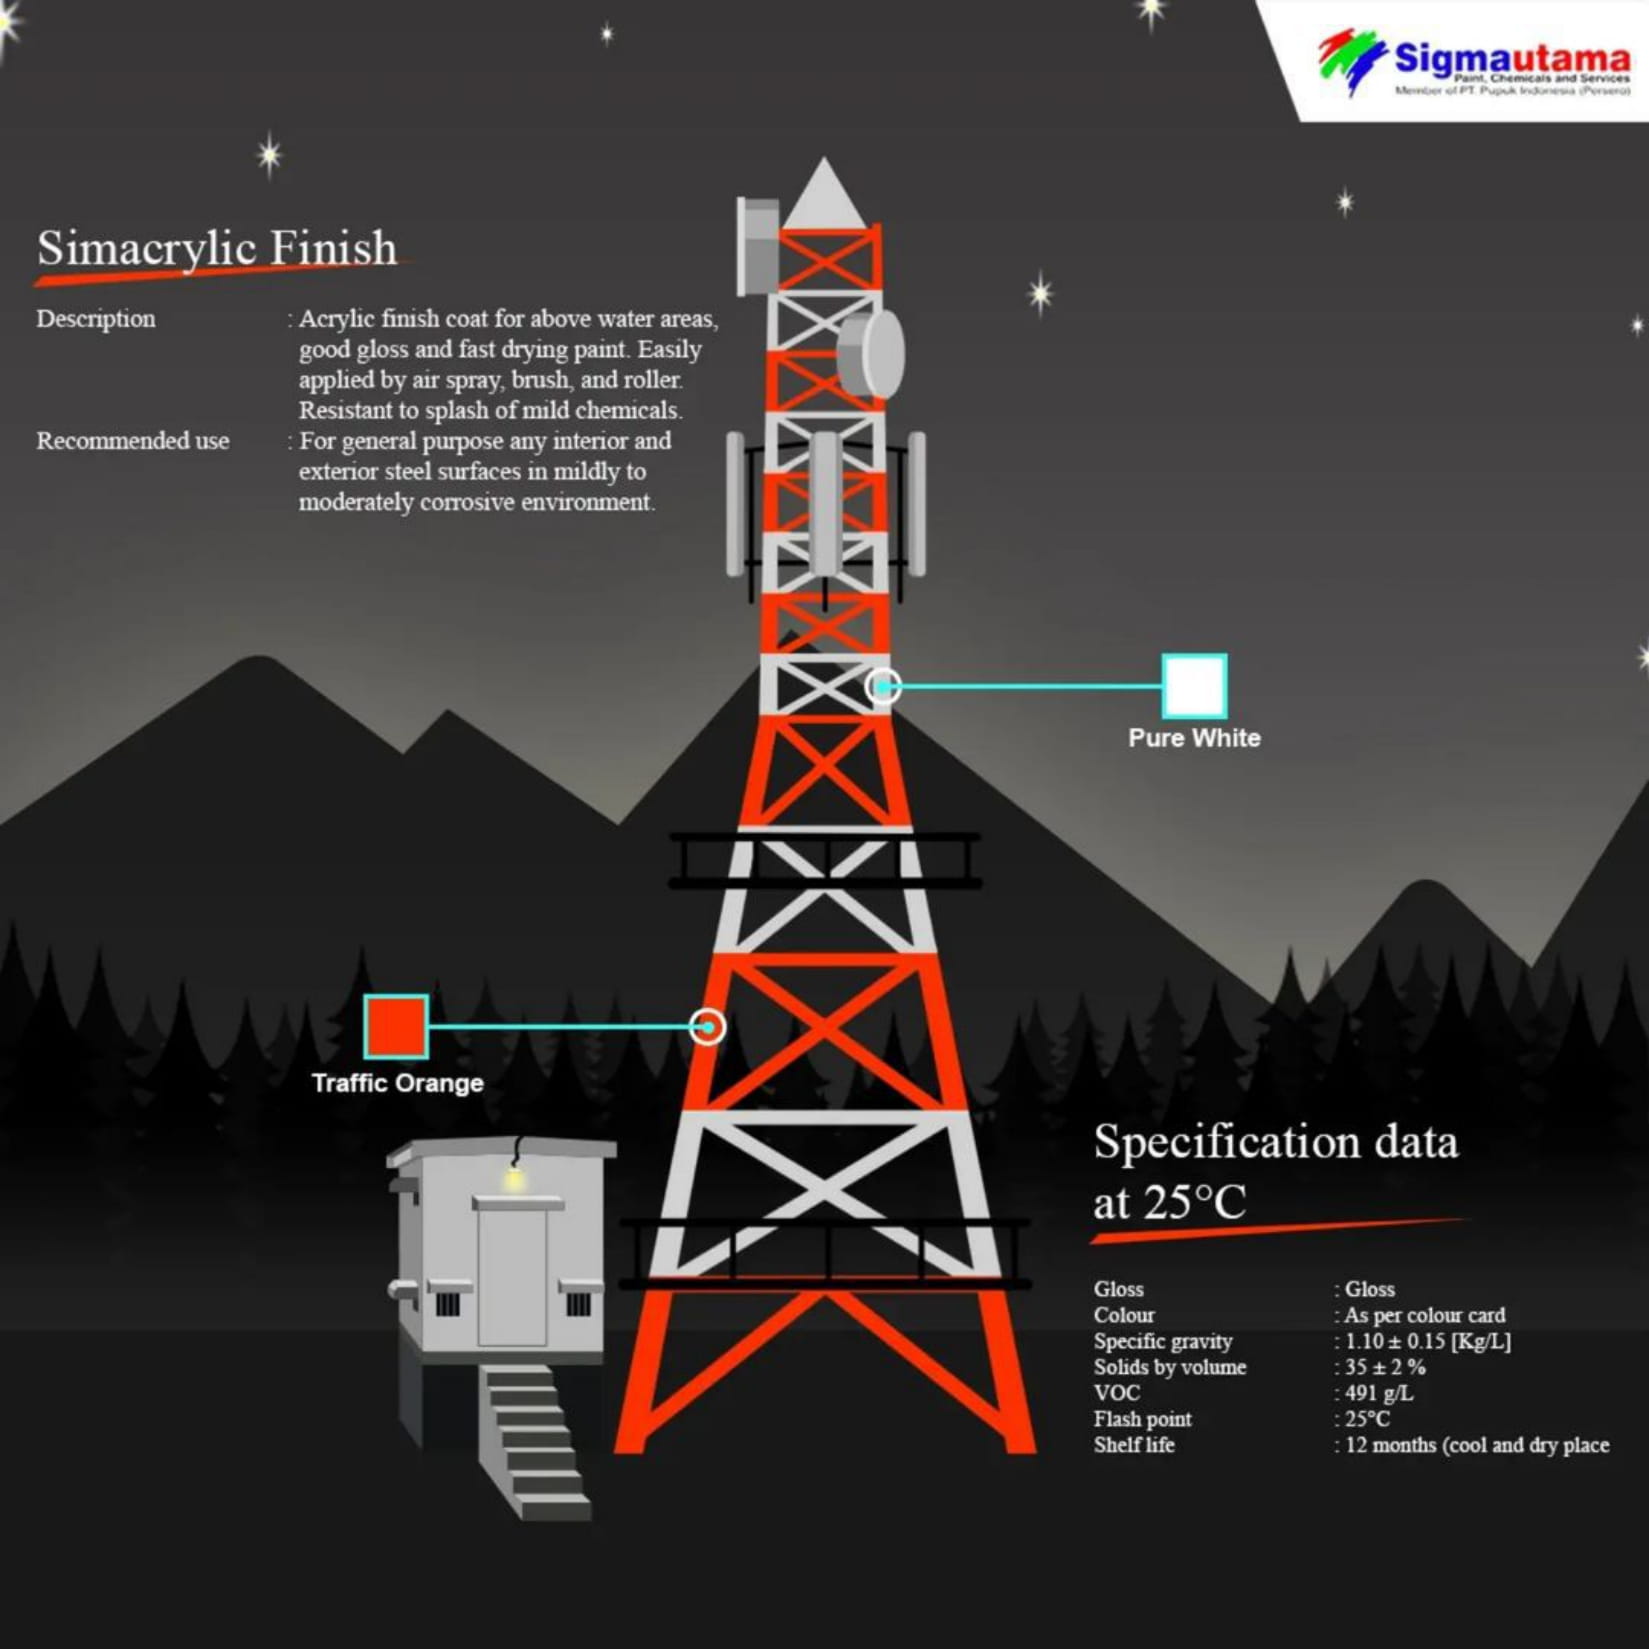 Sigmautama
Paint, Chemicals and Services
Member of PT. Pupuk Indonesia (Persero)
Simacrylic Finish
Description : Acrylic finish coat for above water areas,
good gloss and fast drying paint. Easily
applied by air spray, brush, and roller.
Resistant to splash of mild chemicals.
Recommended use : For general purpose any interior and
exterior steel surfaces in mildly to
moderately corrosive environment.
Pure White
Traffic Orange
Specification data
at 25°C
Gloss : Gloss
Colour : As per colour card
Specific gravity : 1.10 ± 0.15 [Kg/L]
Solids by volume : 35 ± 2 %
VOC : 491 g/L
Flash point : 25°C
Shelf life : 12 months (cool and dry place